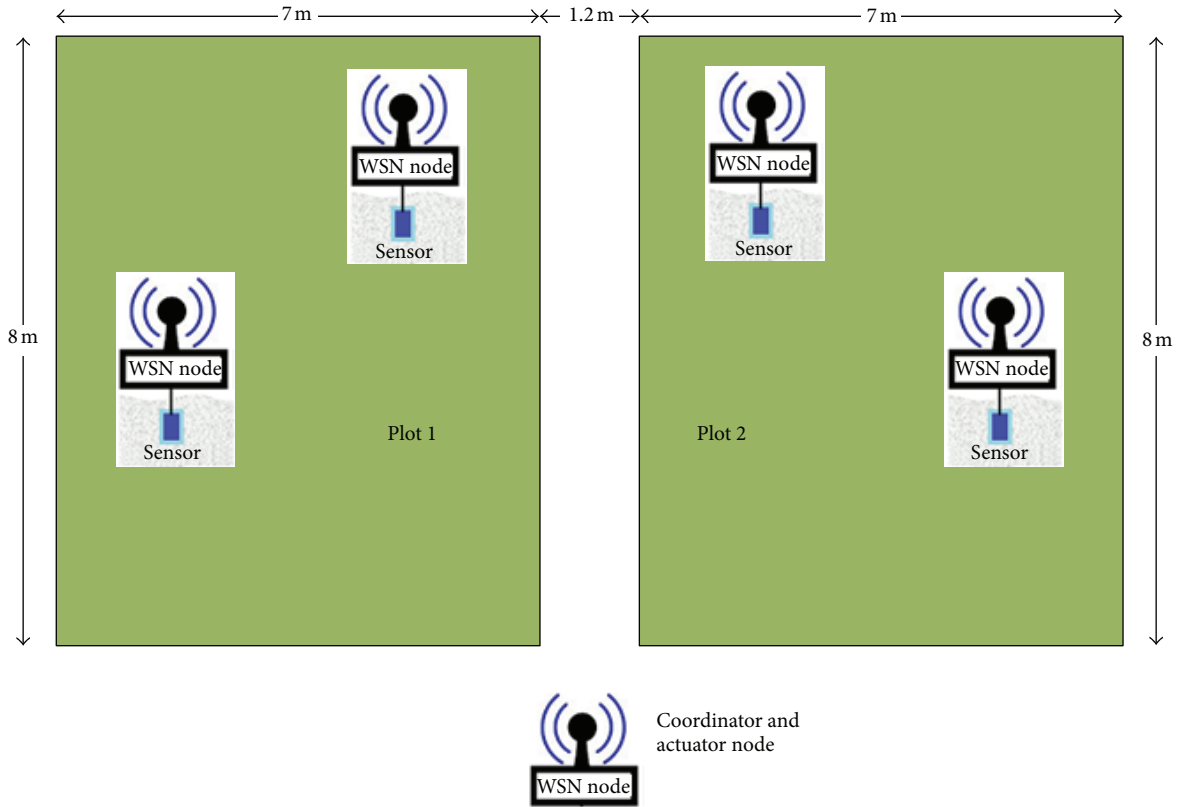 7 m
1.2 m
7 m
WSN node
Sensor
WSN node
Sensor
WSN node
Sensor
WSN node
Sensor
8 m
8 m
Plot 1
Plot 2
Coordinator and
actuator node
WSN node